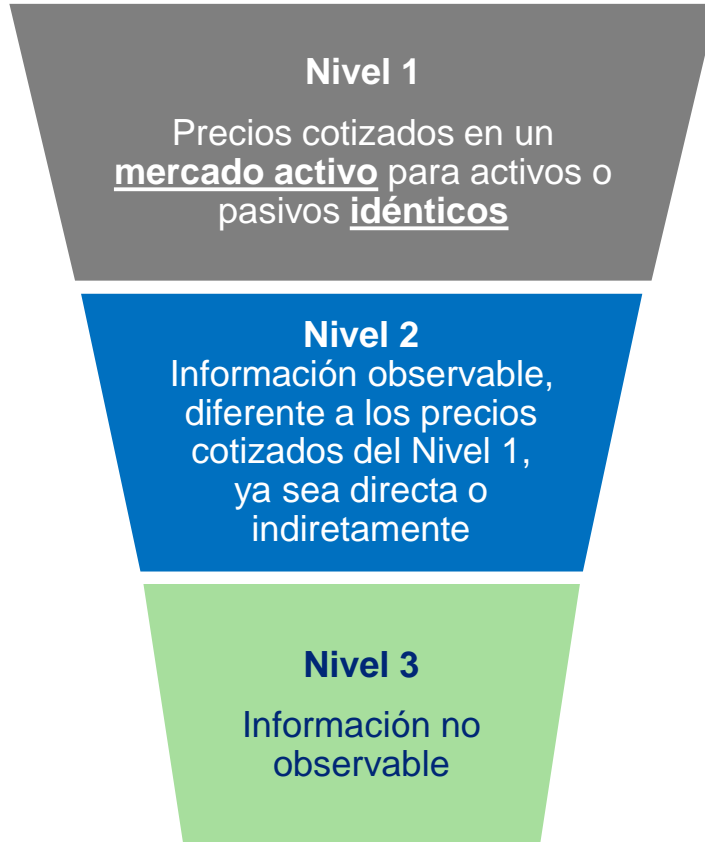 Nivel 1
Precios cotizados en un
mercado activo para activos o
pasivos idénticos
Nivel 2
Información observable,
diferente a los precios
cotizados del Nivel 1,
ya sea directa o
indiretamente
Nivel 3
Información no
observable